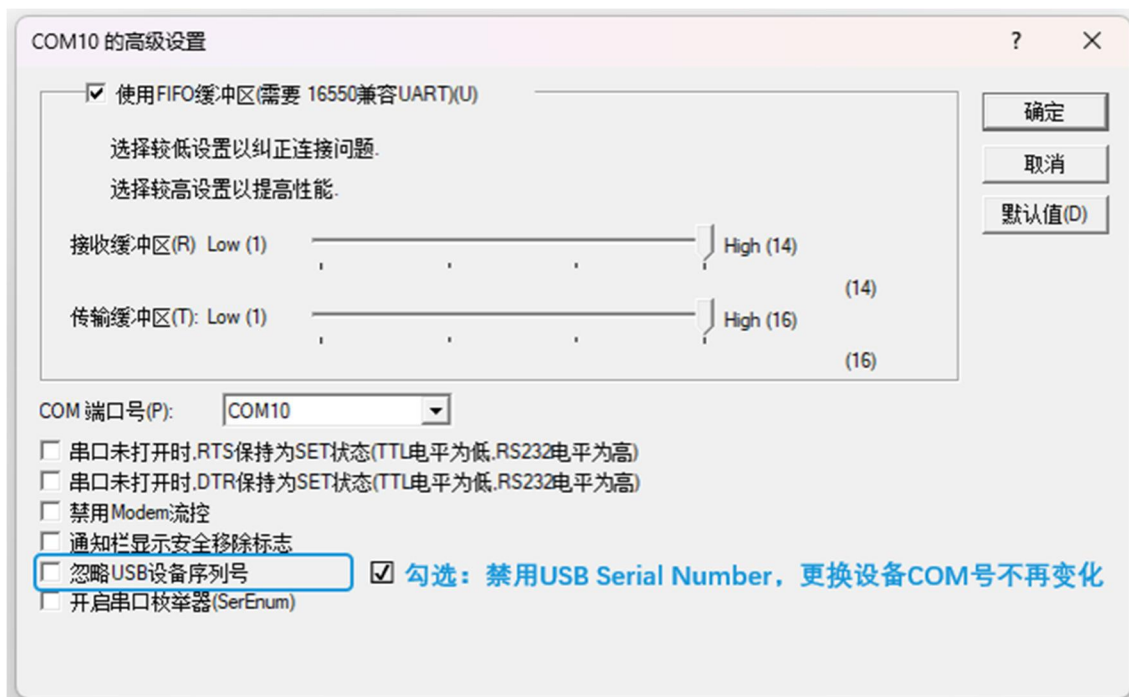 COM10 的高级设置
使用FIFO缓冲区(需要 16550兼容UART)(U)
确定
选择较低设置以纠正连接问题.
取消
选择较高设置以提高性能.
默认值(D)
接收缓冲区(R) Low (1) High (14)
(14)
传输缓冲区(T): Low (1) High (16)
(16)
COM 端口号(P): COM10
串口未打开时,RTS保持为SET状态(TTL电平为低,RS232电平为高)
串口未打开时,DTR保持为SET状态(TTL电平为低,RS232电平为高)
禁用Modem流控
通知栏显示安全移除标志
忽略USB设备序列号 勾选：禁用USB Serial Number，更换设备COM号不再变化
开启串口枚举器(SerEnum)